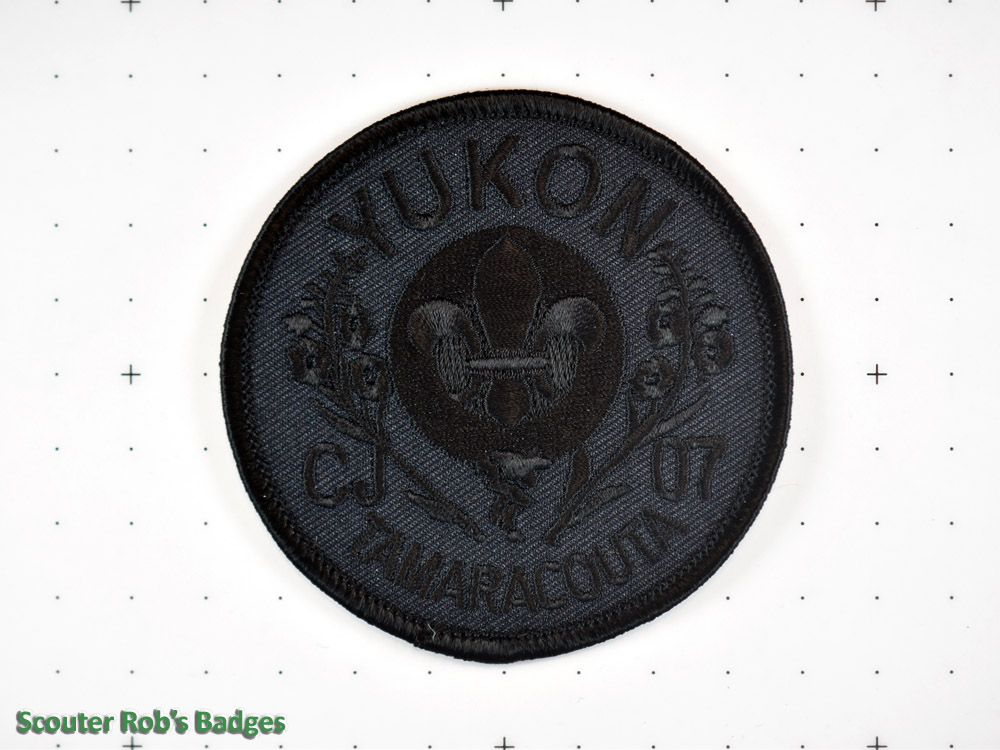 YUKON
CJ 07
TAMARACOUTA
Scouter Rob's Badges